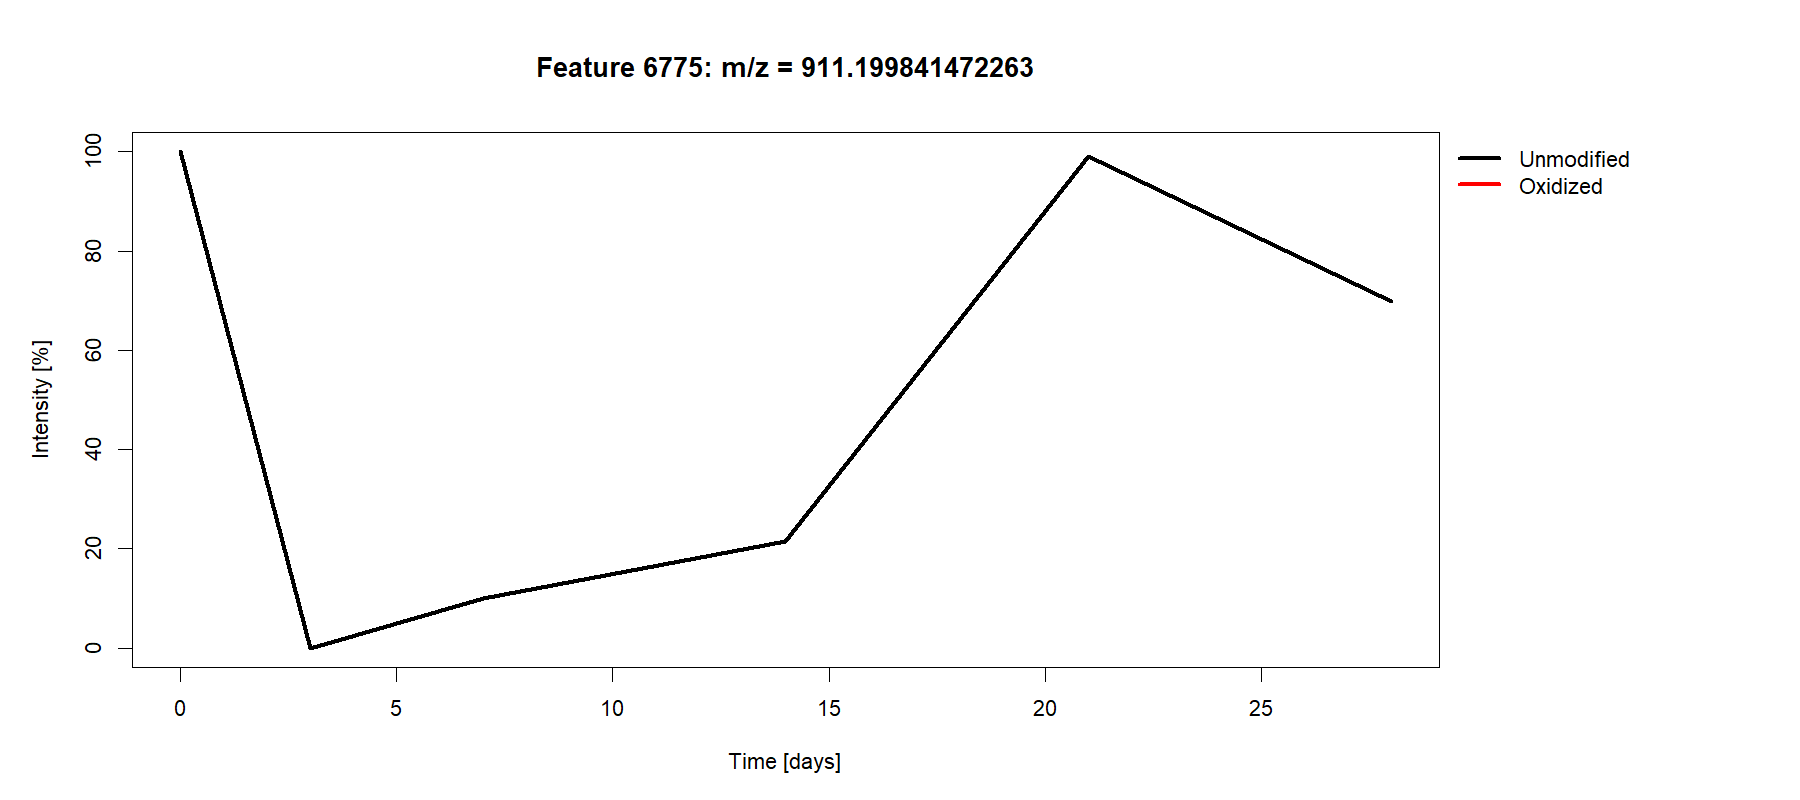 Feature 6775: m/z = 911.199841472263
Unmodified
Oxidized
Intensity [%]
100
80
60
40
20
0
0 5 10 15 20 25
Time [days]